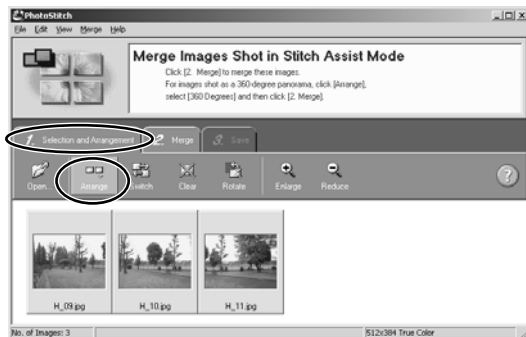 PhotoStitch
File Edit View Merge Help
Merge Images Shot in Stitch Assist Mode
Click [2. Merge] to merge these images.
For images shot as a 360-degree panorama, click [Arrange],
select [360 Degrees] and then click [2. Merge].
1. Selection and Arrangement 2. Merge 3. Save
Open... Arrange Switch Clear Rotate Enlarge Reduce
H_09.jpg H_10.jpg H_11.jpg
No. of Images: 3 512x384 True Color